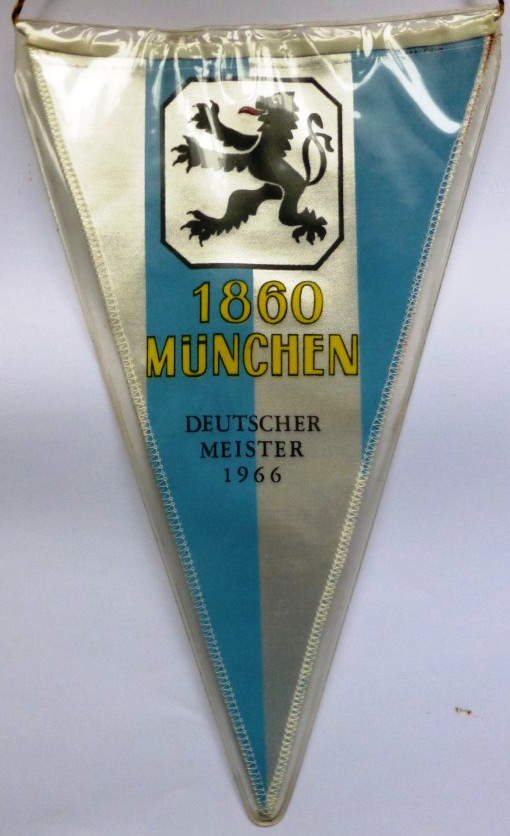 1860
MÜNCHEN
DEUTSCHER
MEISTER
1966